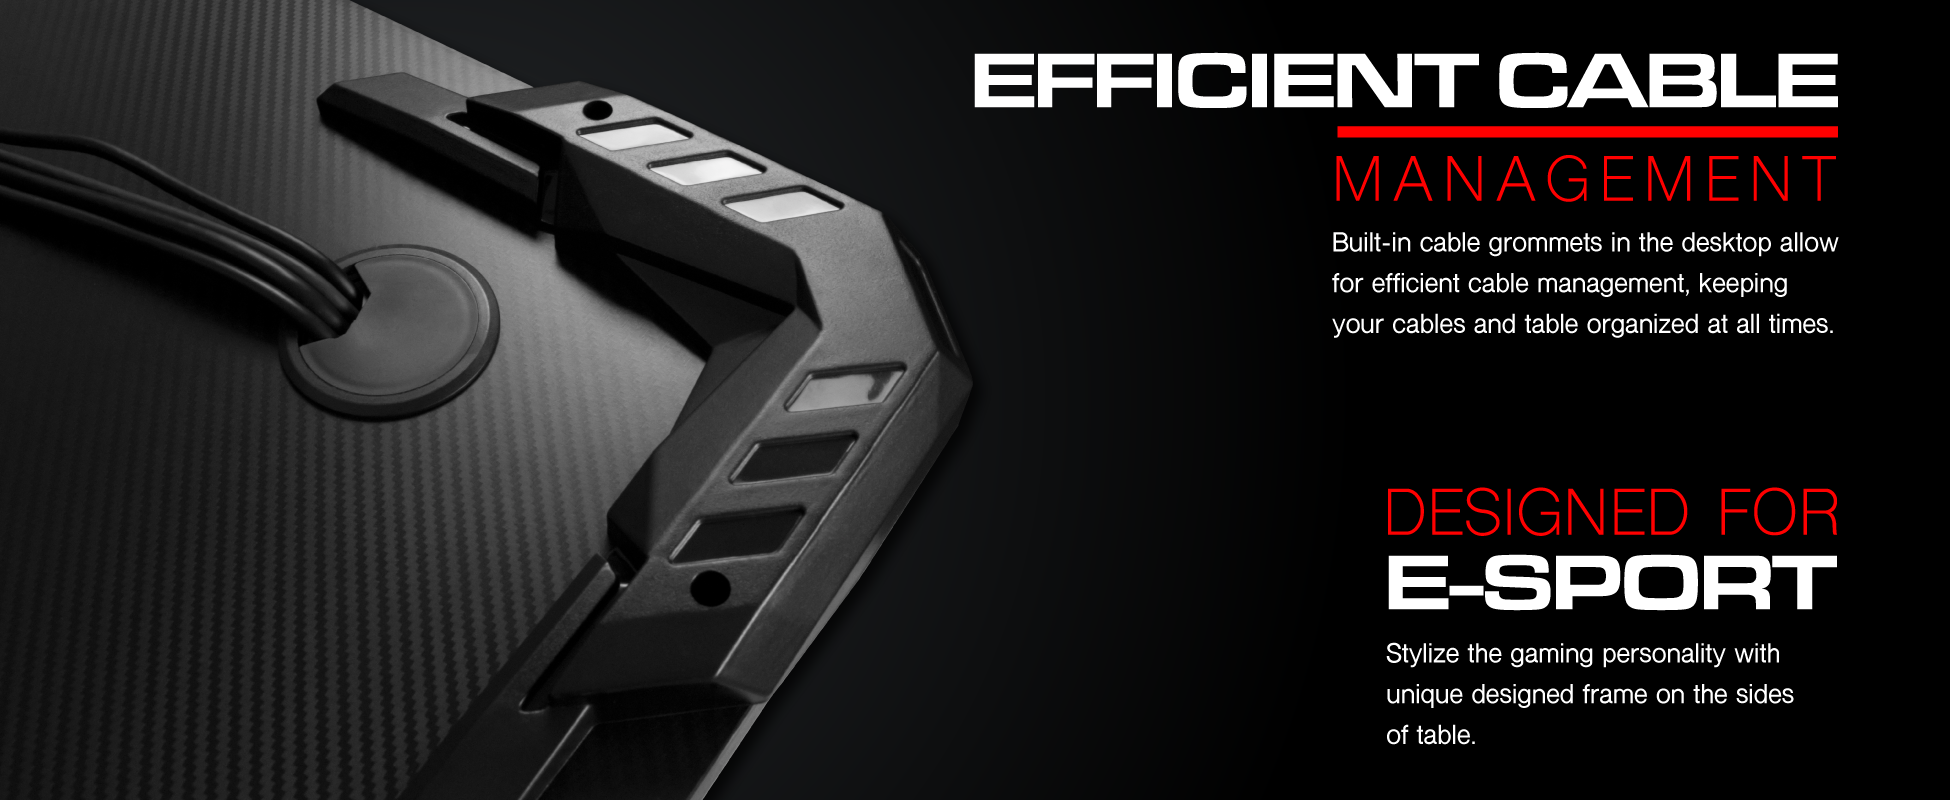 EFFICIENT CABLE
MANAGEMENT
Built-in cable grommets in the desktop allow
for efficient cable management, keeping
your cables and table organized at all times.
DESIGNED FOR
E-SPORT
Stylize the gaming personality with
unique designed frame on the sides
of table.